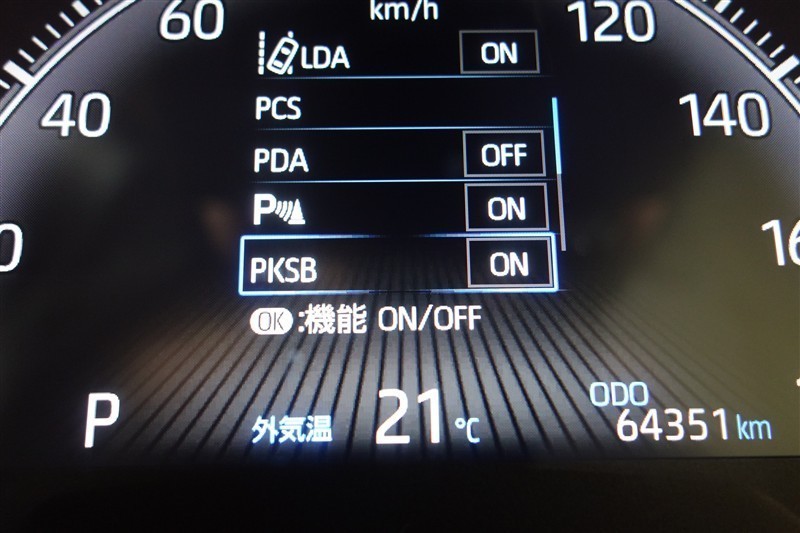 km/h
60
120
LDA ON
40
PCS
140
PDA OFF
P ON
PKSB ON
OK :機能 ON/OFF
P
外気温 21 ℃
ODO
64351 km